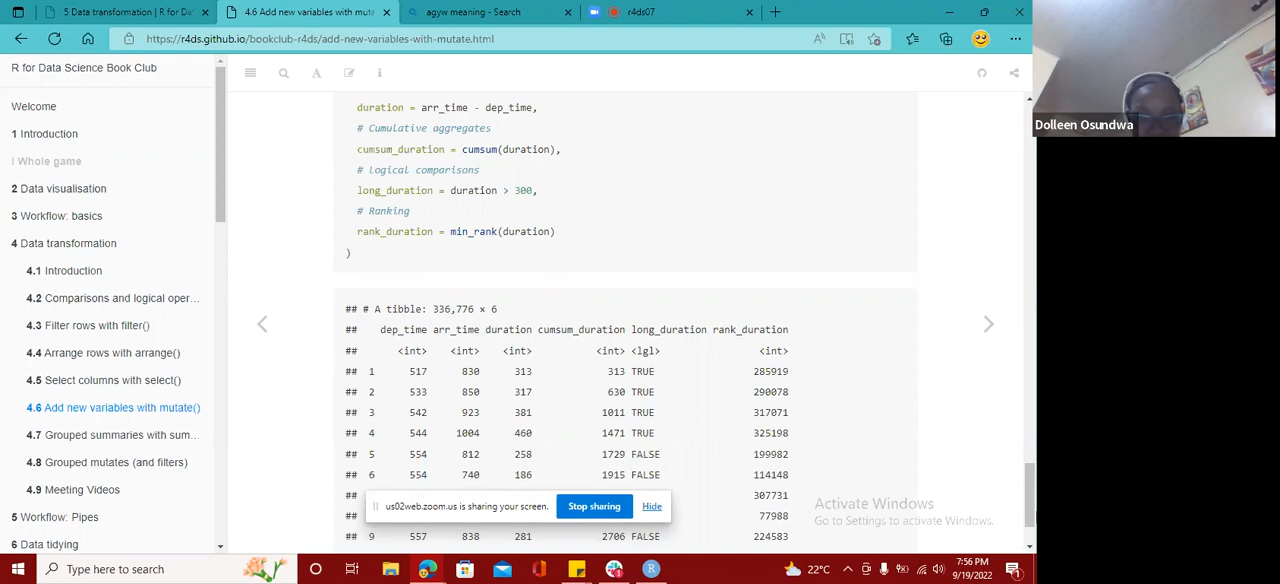 5 Data transformation | R for Da
4.6 Add new variables with muta
agyw meaning - Search
r4ds07
https://r4ds.github.io/bookclub-r4ds/add-new-variables-with-mutate.html
R for Data Science Book Club
Welcome
1 Introduction
I Whole game
2 Data visualisation
3 Workflow: basics
4 Data transformation
4.1 Introduction
4.2 Comparisons and logical oper...
4.3 Filter rows with filter()
4.4 Arrange rows with arrange()
4.5 Select columns with select()
4.6 Add new variables with mutate()
4.7 Grouped summaries with sum...
4.8 Grouped mutates (and filters)
4.9 Meeting Videos
5 Workflow: Pipes
6 Data tidying
duration = arr_time - dep_time,
# Cumulative aggregates
cumsum_duration = cumsum(duration),
# Logical comparisons
long_duration = duration > 300,
# Ranking
rank_duration = min_rank(duration)
)
## # A tibble: 336,776 × 6
## dep_time arr_time duration cumsum_duration long_duration rank_duration
## <int> <int> <int> <int> <lgl> <int>
## 1 517 830 313 313 TRUE 285919
## 2 533 850 317 630 TRUE 290078
## 3 542 923 381 1011 TRUE 317071
## 4 544 1004 460 1471 TRUE 325198
## 5 554 812 258 1729 FALSE 199982
## 6 554 740 186 1915 FALSE 114148
## 307731
## 77988
## 9 557 838 281 2706 FALSE 224583
us02web.zoom.us is sharing your screen.
Stop sharing
Hide
Activate Windows
Go to Settings to activate Windows.
Dolleen Osundwa
Type here to search
22°C
7:56 PM
9/19/2022